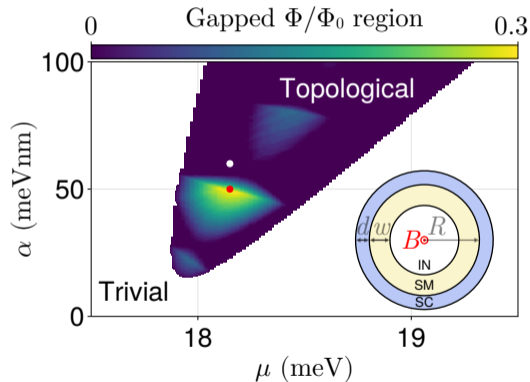 Gapped Φ/Φ₀ region
0 0.3
100
Topological
α (meVnm)
50
d w B R
IN
SM
SC
Trivial
0
18 19
μ (meV)